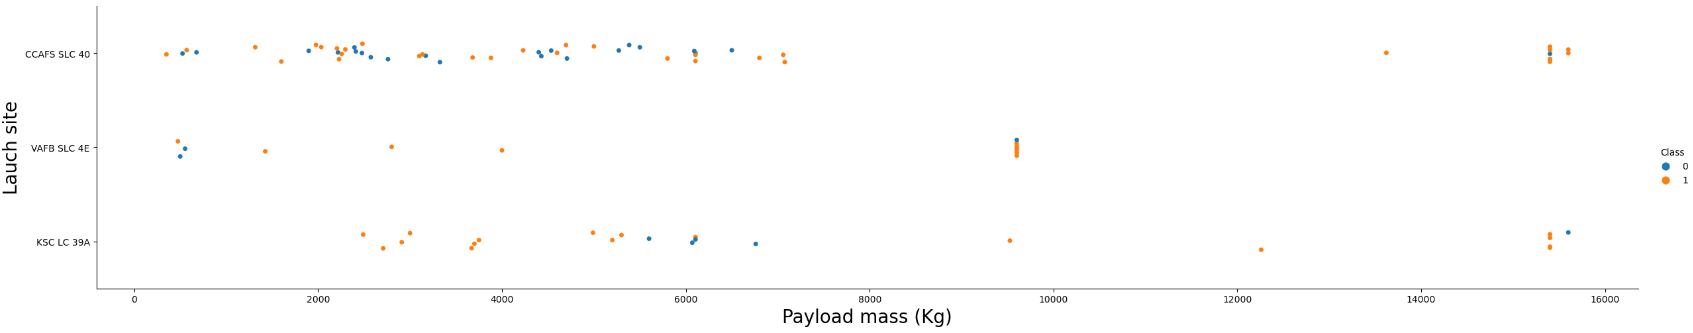 CCAFS SLC 40
VAFB SLC 4E
KSC LC 39A
Lauch site
0 2000 4000 6000 8000 10000 12000 14000 16000
Payload mass (Kg)
Class
0
1